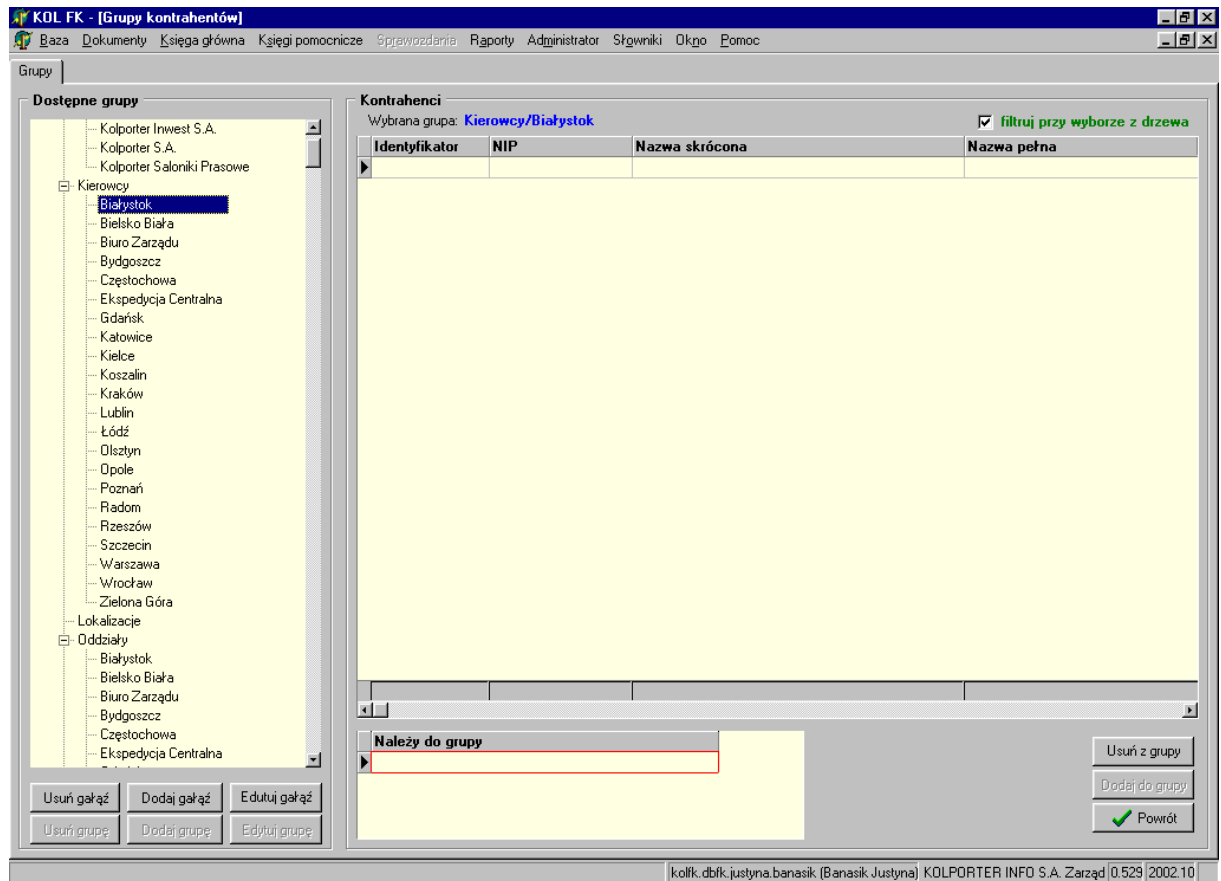 KOL FK - [Grupy kontrahentów]
Baza Dokumenty Księga główna Księgi pomocnicze Sprawozdania Raporty Administrator Słowniki Okno Pomoc
Grupy
Dostępne grupy
Kolporter Inwest S.A.
Kolporter S.A.
Kolporter Saloniki Prasowe
Kierowcy
Białystok
Bielsko Biała
Biuro Zarządu
Bydgoszcz
Częstochowa
Ekspedycja Centralna
Gdańsk
Katowice
Kielce
Koszalin
Kraków
Lublin
Łódź
Olsztyn
Opole
Poznań
Radom
Rzeszów
Szczecin
Warszawa
Wrocław
Zielona Góra
Lokalizacje
Oddziały
Białystok
Bielsko Biała
Biuro Zarządu
Bydgoszcz
Częstochowa
Ekspedycja Centralna
Usuń gałąź Dodaj gałąź Edutuj gałąź
Usuń grupę Dodaj grupę Edytuj grupę
Kontrahenci
Wybrana grupa: Kierowcy/Białystok filtruj przy wyborze z drzewa
Identyfikator NIP Nazwa skrócona Nazwa pełna
Należy do grupy
Usuń z grupy
Dodaj do grupy
Powrót
kolfk.dbfk.justyna.banasik (Banasik Justyna) KOLPORTER INFO S.A. Zarząd 0.529 2002.10